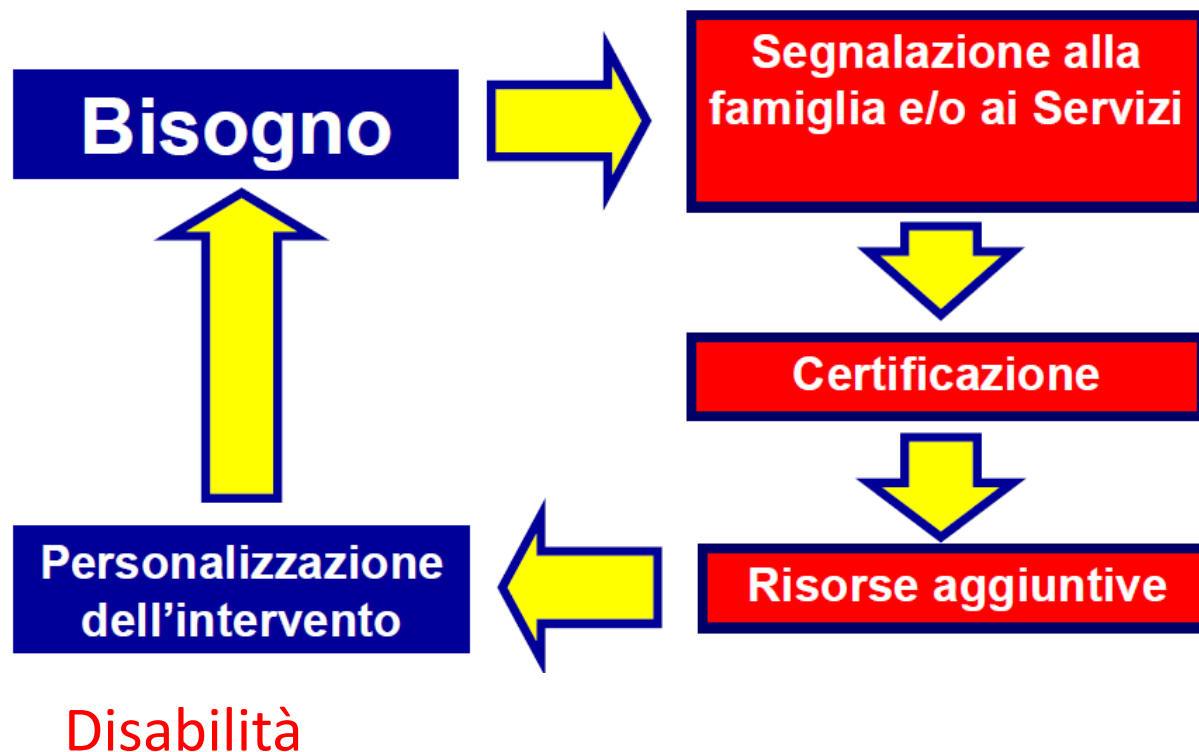 Bisogno
Segnalazione alla
famiglia e/o ai Servizi
Certificazione
Risorse aggiuntive
Personalizzazione
dell’intervento
Disabilità